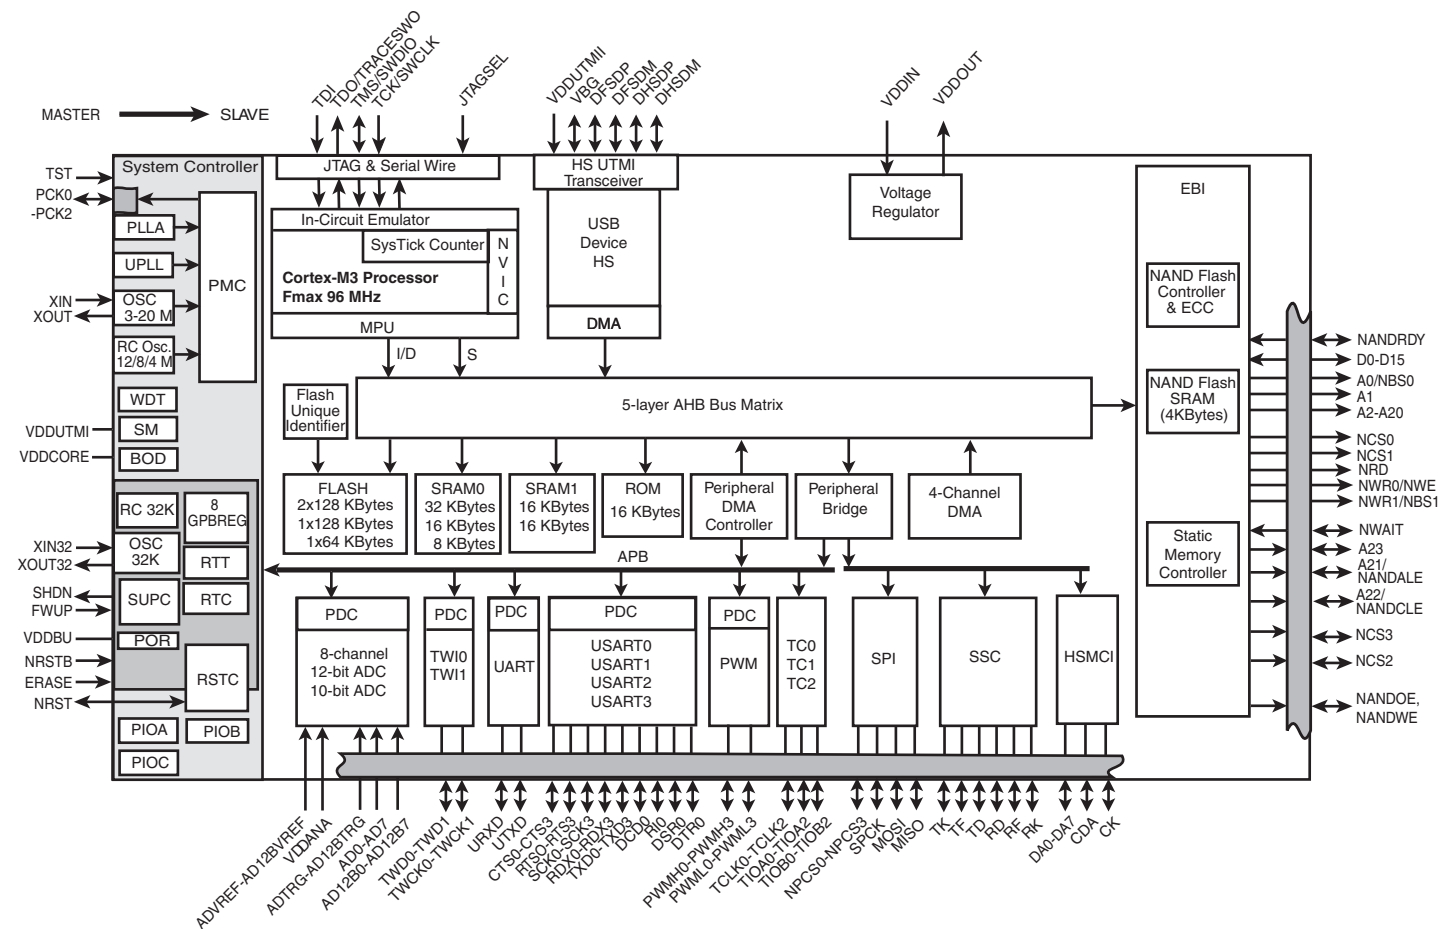 MASTER
SLAVE
TDI
TDO/TRACESWO
TMS/SWDIO
TCK/SWCLK
JTAGSEL
VDDUTMII
VBG
DFSDP
DFSDM
DHSDP
DHSDM
VDDIN
VDDOUT
TST
PCK0
-PCK2
XIN
XOUT
VDDUTMI
VDDCORE
XIN32
XOUT32
SHDN
FWUP
VDDBU
NRSTB
ERASE
NRST
System Controller
PLLA
UPLL
OSC
3-20 M
RC Osc.
12/8/4 M
PMC
WDT
SM
BOD
RC 32K
8
GPBREG
OSC
32K
RTT
SUPC
RTC
POR
RSTC
PIOA
PIOB
PIOC
JTAG & Serial Wire
In-Circuit Emulator
SysTick Counter
N
V
I
C
Cortex-M3 Processor
Fmax 96 MHz
MPU
I/D
S
HS UTMI
Transceiver
USB
Device
HS
DMA
Voltage
Regulator
5-layer AHB Bus Matrix
Flash
Unique
Identifier
FLASH
2x128 KBytes
1x128 KBytes
1x64 KBytes
SRAM0
32 KBytes
16 KBytes
8 KBytes
SRAM1
16 KBytes
16 KBytes
ROM
16 KBytes
Peripheral
DMA
Controller
Peripheral
Bridge
4-Channel
DMA
APB
PDC
8-channel
12-bit ADC
10-bit ADC
PDC
TWI0
TWI1
PDC
UART
PDC
USART0
USART1
USART2
USART3
PDC
PWM
TC0
TC1
TC2
SPI
SSC
HSMCI
EBI
NAND Flash
Controller
& ECC
NAND Flash
SRAM
(4KBytes)
Static
Memory
Controller
NANDRDY
D0-D15
A0/NBS0
A1
A2-A20
NCS0
NCS1
NRD
NWR0/NWE
NWR1/NBS1
NWAIT
A23
A21/
NANDALE
A22/
NANDCLE
NCS3
NCS2
NANDOE,
NANDWE
ADVREF-AD12BVREF
VDDANA
ADTRG-AD12BTRG
AD0-AD7
AD12B0-AD12B7
TWD0-TWD1
TWCK0-TWCK1
URXD
UTXD
CTS0-CTS3
RTS0-RTS3
SCK0-SCK3
RDX0-RDX3
TXD0-TXD3
DCD0
RI0
DSR0
DTR0
PWMH0-PWMH3
PWML0-PWML3
TCLK0-TCLK2
TIOA0-TIOA2
TIOB0-TIOB2
NPCS0-NPCS3
SPCK
MOSI
MISO
TK
TF
TD
RD
RF
RK
DA0-DA7
CDA
CK